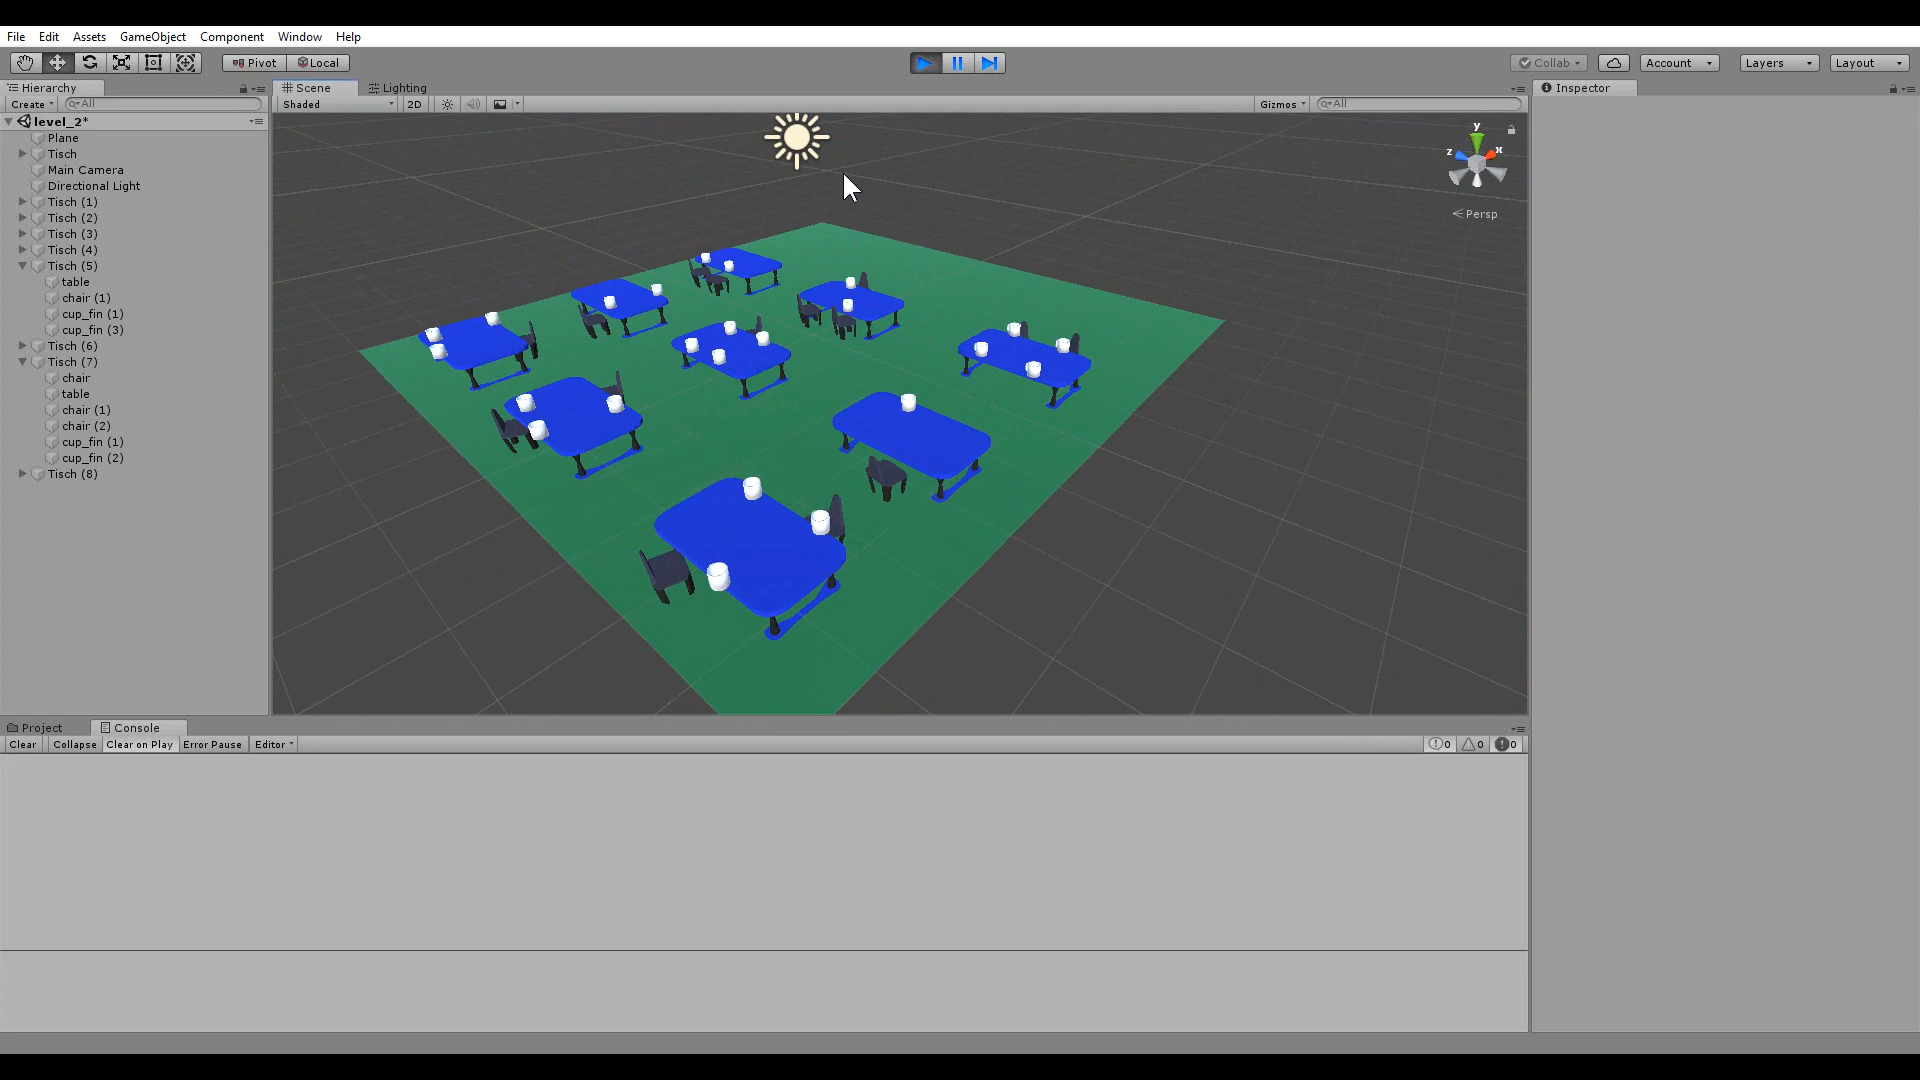 File Edit Assets GameObject Component Window Help
Pivot Local Collab Account Layers Layout
Hierarchy Scene Lighting Inspector
Create All Shaded 2D Gizmos All
level_2*
Plane
Tisch
Main Camera
Directional Light
Tisch (1)
Tisch (2)
Tisch (3)
Tisch (4)
Tisch (5)
table
chair (1)
cup_fin (1)
cup_fin (3)
Tisch (6)
Tisch (7)
chair
table
chair (1)
chair (2)
cup_fin (1)
cup_fin (2)
Tisch (8)
y
z x
Persp
Project Console
Clear Collapse Clear on Play Error Pause Editor 0 0 0